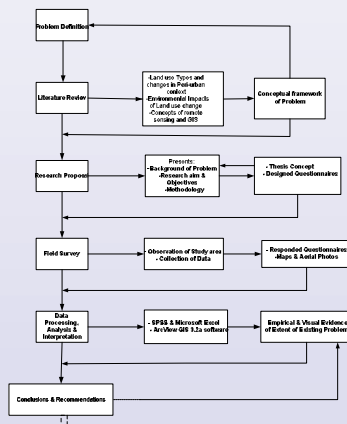 Problem Definition
Literature Review
-Land use Types and
changes in Peri-urban
context
-Environmental Impacts
of Land use change
-Concepts of remote
sensing and GIS
Conceptual framework
of Problem
Research Proposal
Presents:
-Background of Problem
-Research aim &
Objectives
-Methodology
- Thesis Concept
- Designed Questionnaires
Field Survey
- Observation of Study area
- Collection of Data
- Responded Questionnaires
- Maps & Aerial Photos
Data
Processing,
Analysis &
Interpretation
- SPSS & Microsoft Excel
- ArcView GIS 3.2a software
Empirical & Visual Evidence
of Extent of Existing Problem
Conclusions & Recommendations